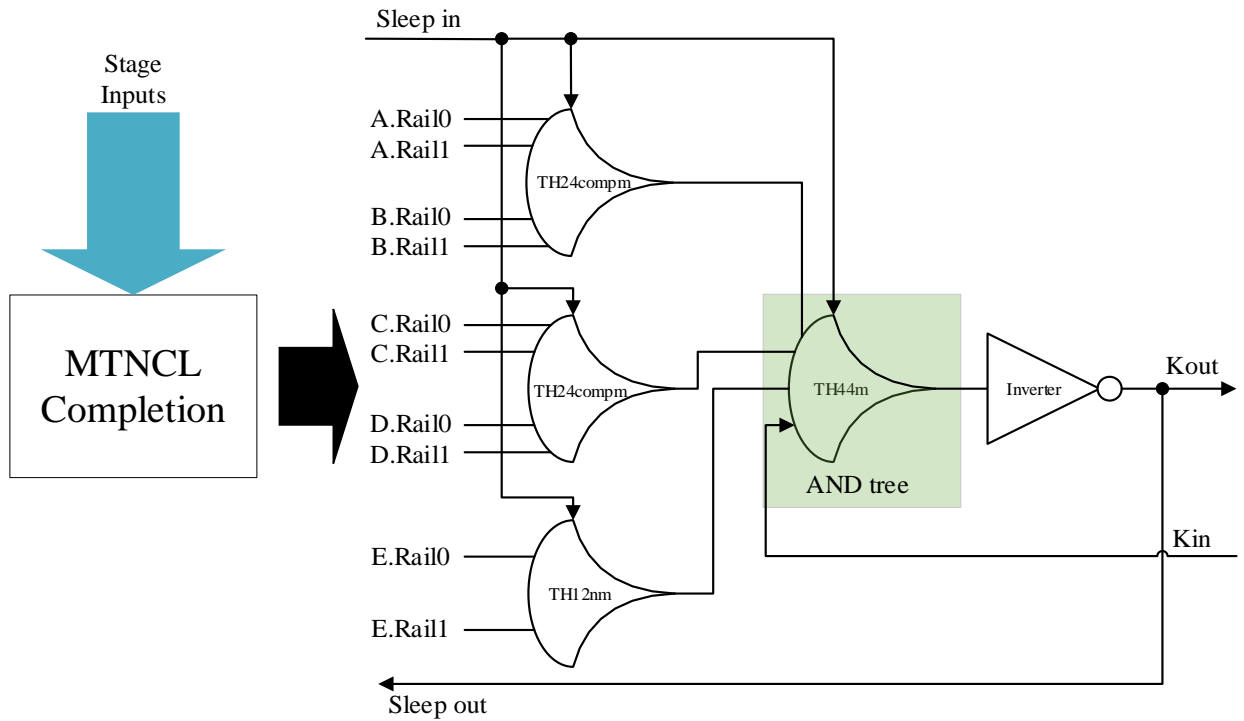 Sleep in
Stage
Inputs
A.Rail0
A.Rail1
TH24compm
B.Rail0
B.Rail1
MTNCL
Completion
C.Rail0
C.Rail1
TH24compm
D.Rail0
D.Rail1
TH44m
AND tree
Inverter
Kout
Kin
E.Rail0
TH12nm
E.Rail1
Sleep out